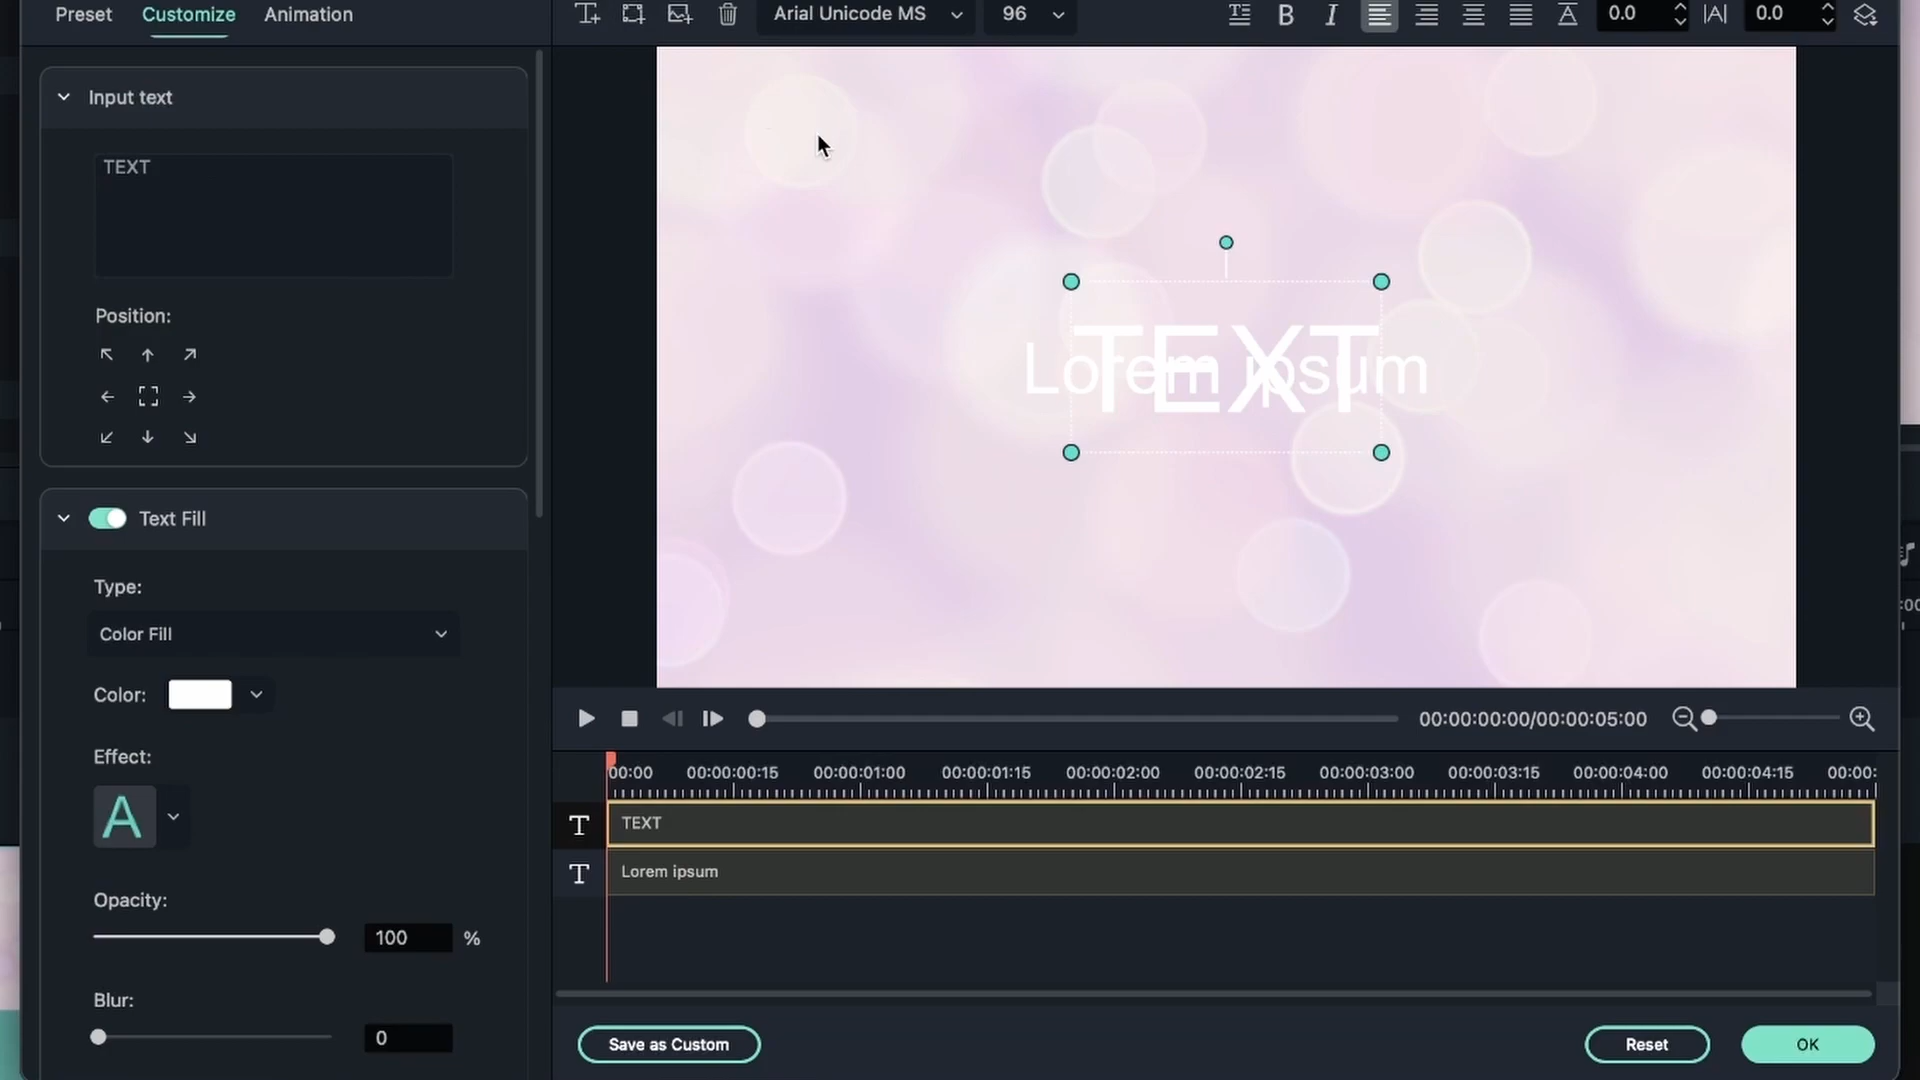 Preset Customize Animation
Arial Unicode MS 96 B I A 0.0 |A| 0.0
Input text
TEXT
Position:
Text Fill
Type:
Color Fill
Color:
Effect:
A
Opacity:
100 %
Blur:
0
Lorem ipsum
TEXT
00:00:00:00/00:00:05:00
00:00 00:00:00:15 00:00:01:00 00:00:01:15 00:00:02:00 00:00:02:15 00:00:03:00 00:00:03:15 00:00:04:00 00:00:04:15 00:00:
T TEXT
T Lorem ipsum
Save as Custom Reset OK